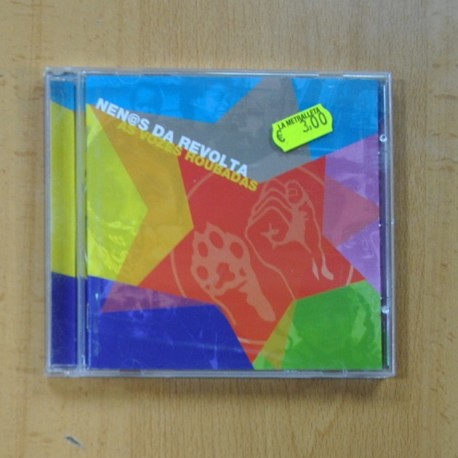 NEN@S DA REVOLTA
AS VOZES ROUBADAS
LA METRALLETA
€ 3,00